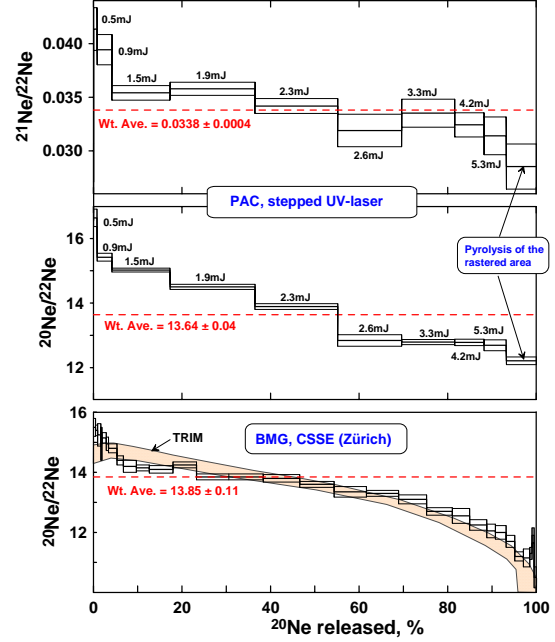 0.040
0.035
0.030
21Ne/22Ne
0.5mJ
0.9mJ
1.5mJ
1.9mJ
2.3mJ
2.6mJ
3.3mJ
4.2mJ
5.3mJ
Wt. Ave. = 0.0338 ± 0.0004
PAC, stepped UV-laser
Pyrolysis of the
rastered area
16
14
12
20Ne/22Ne
0.5mJ
0.9mJ
1.5mJ
1.9mJ
2.3mJ
2.6mJ
3.3mJ
4.2mJ
5.3mJ
Wt. Ave. = 13.64 ± 0.04
16
14
12
20Ne/22Ne
TRIM
BMG, CSSE (Zürich)
Wt. Ave. = 13.85 ± 0.11
0 20 40 60 80 100
20Ne released, %